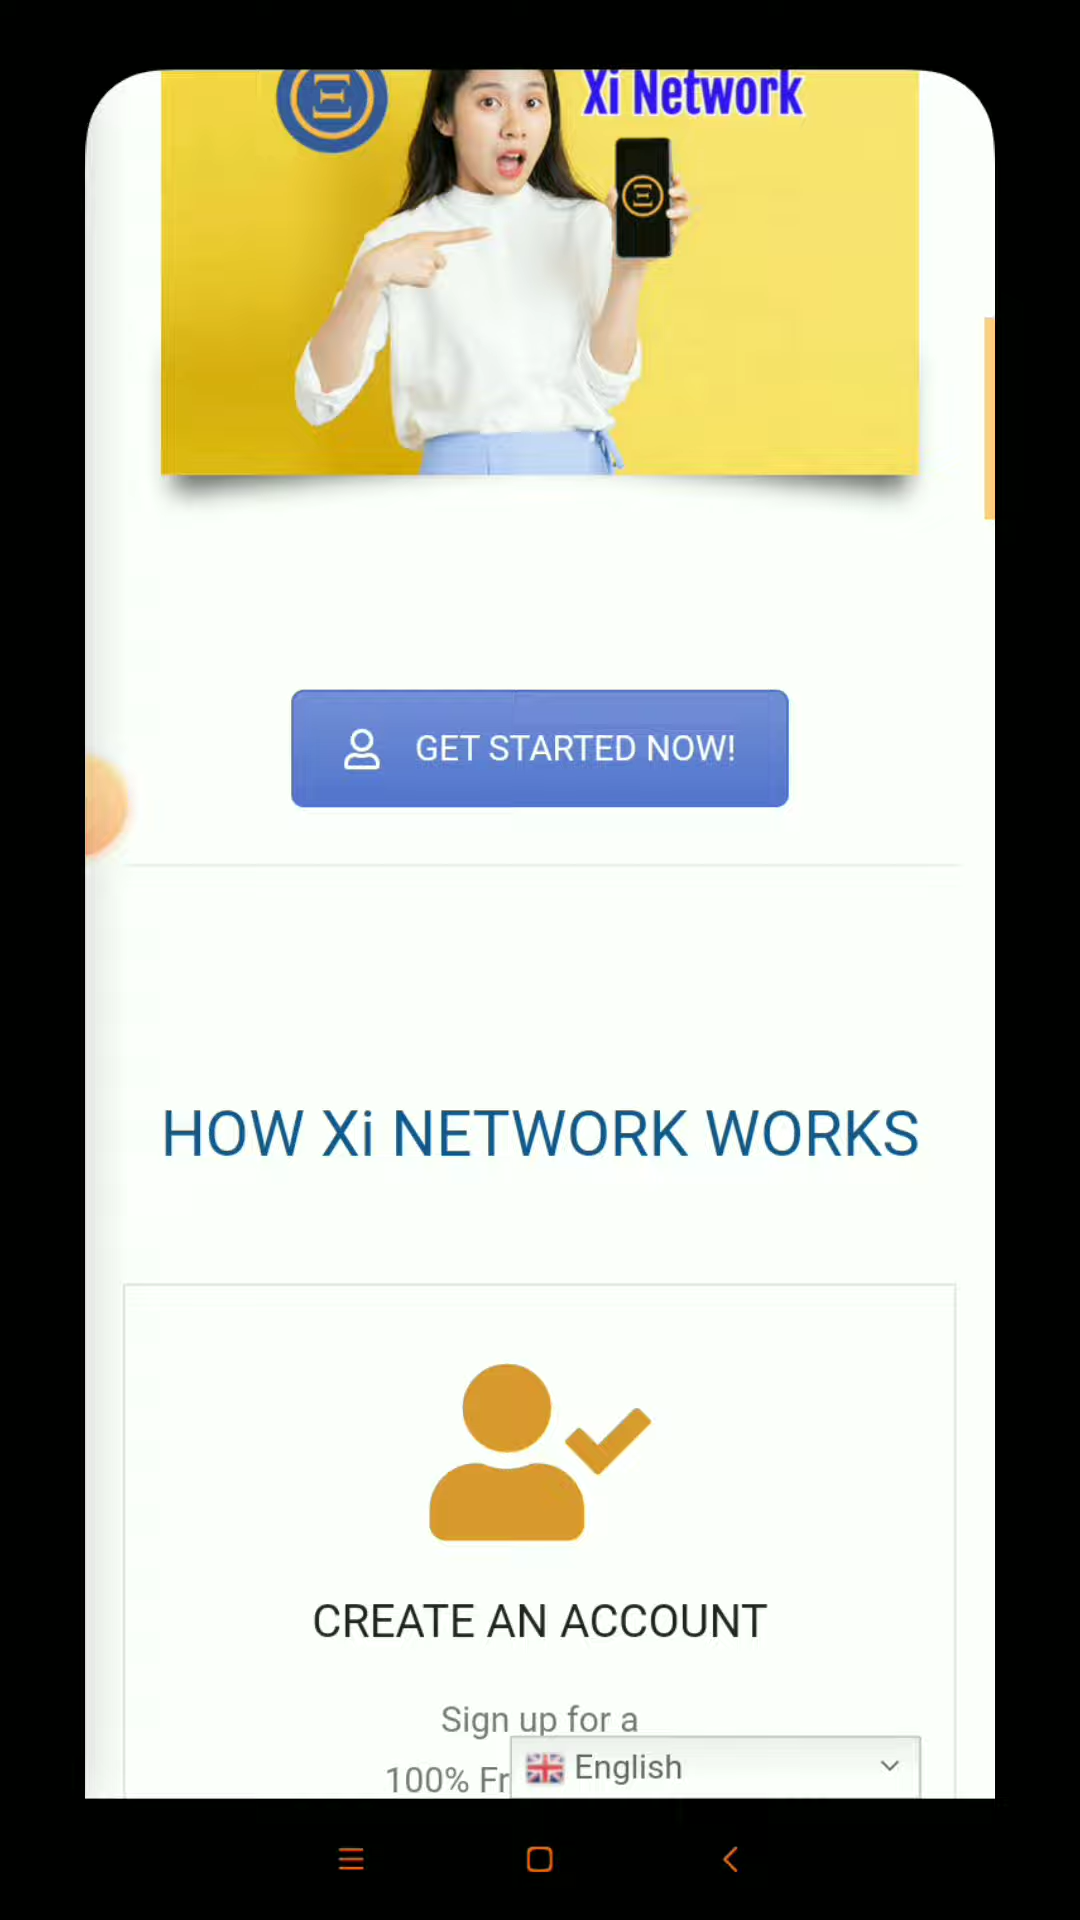 Xi Network
GET STARTED NOW!
HOW Xi NETWORK WORKS
CREATE AN ACCOUNT
Sign up for a
100% Fr
English